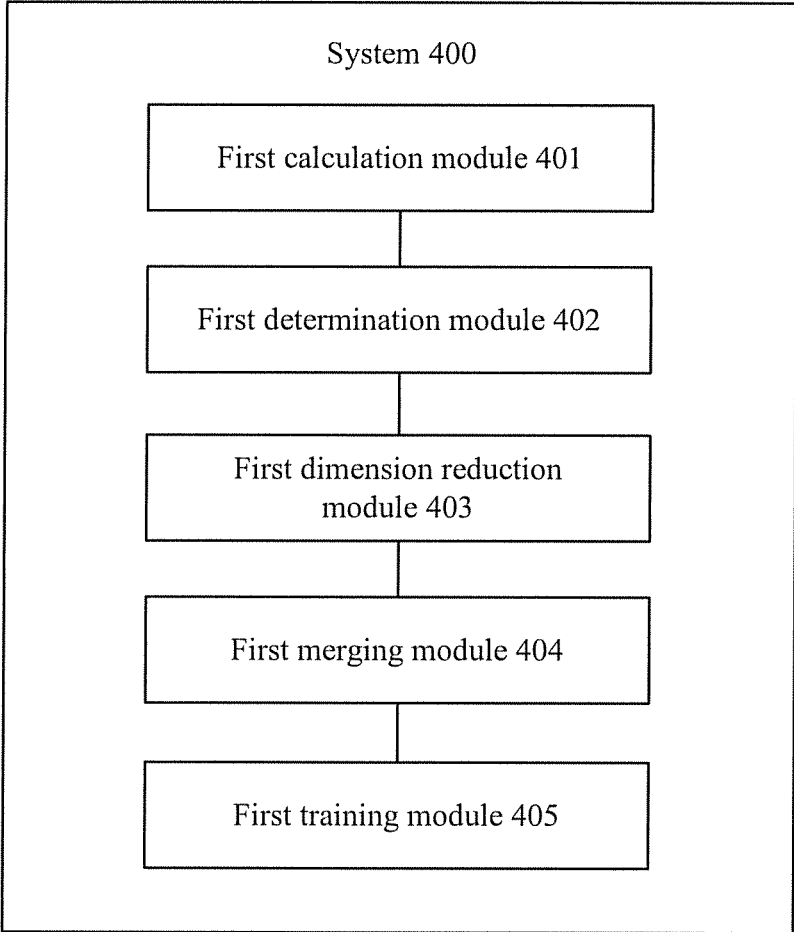 System 400
First calculation module 401
First determination module 402
First dimension reduction
module 403
First merging module 404
First training module 405